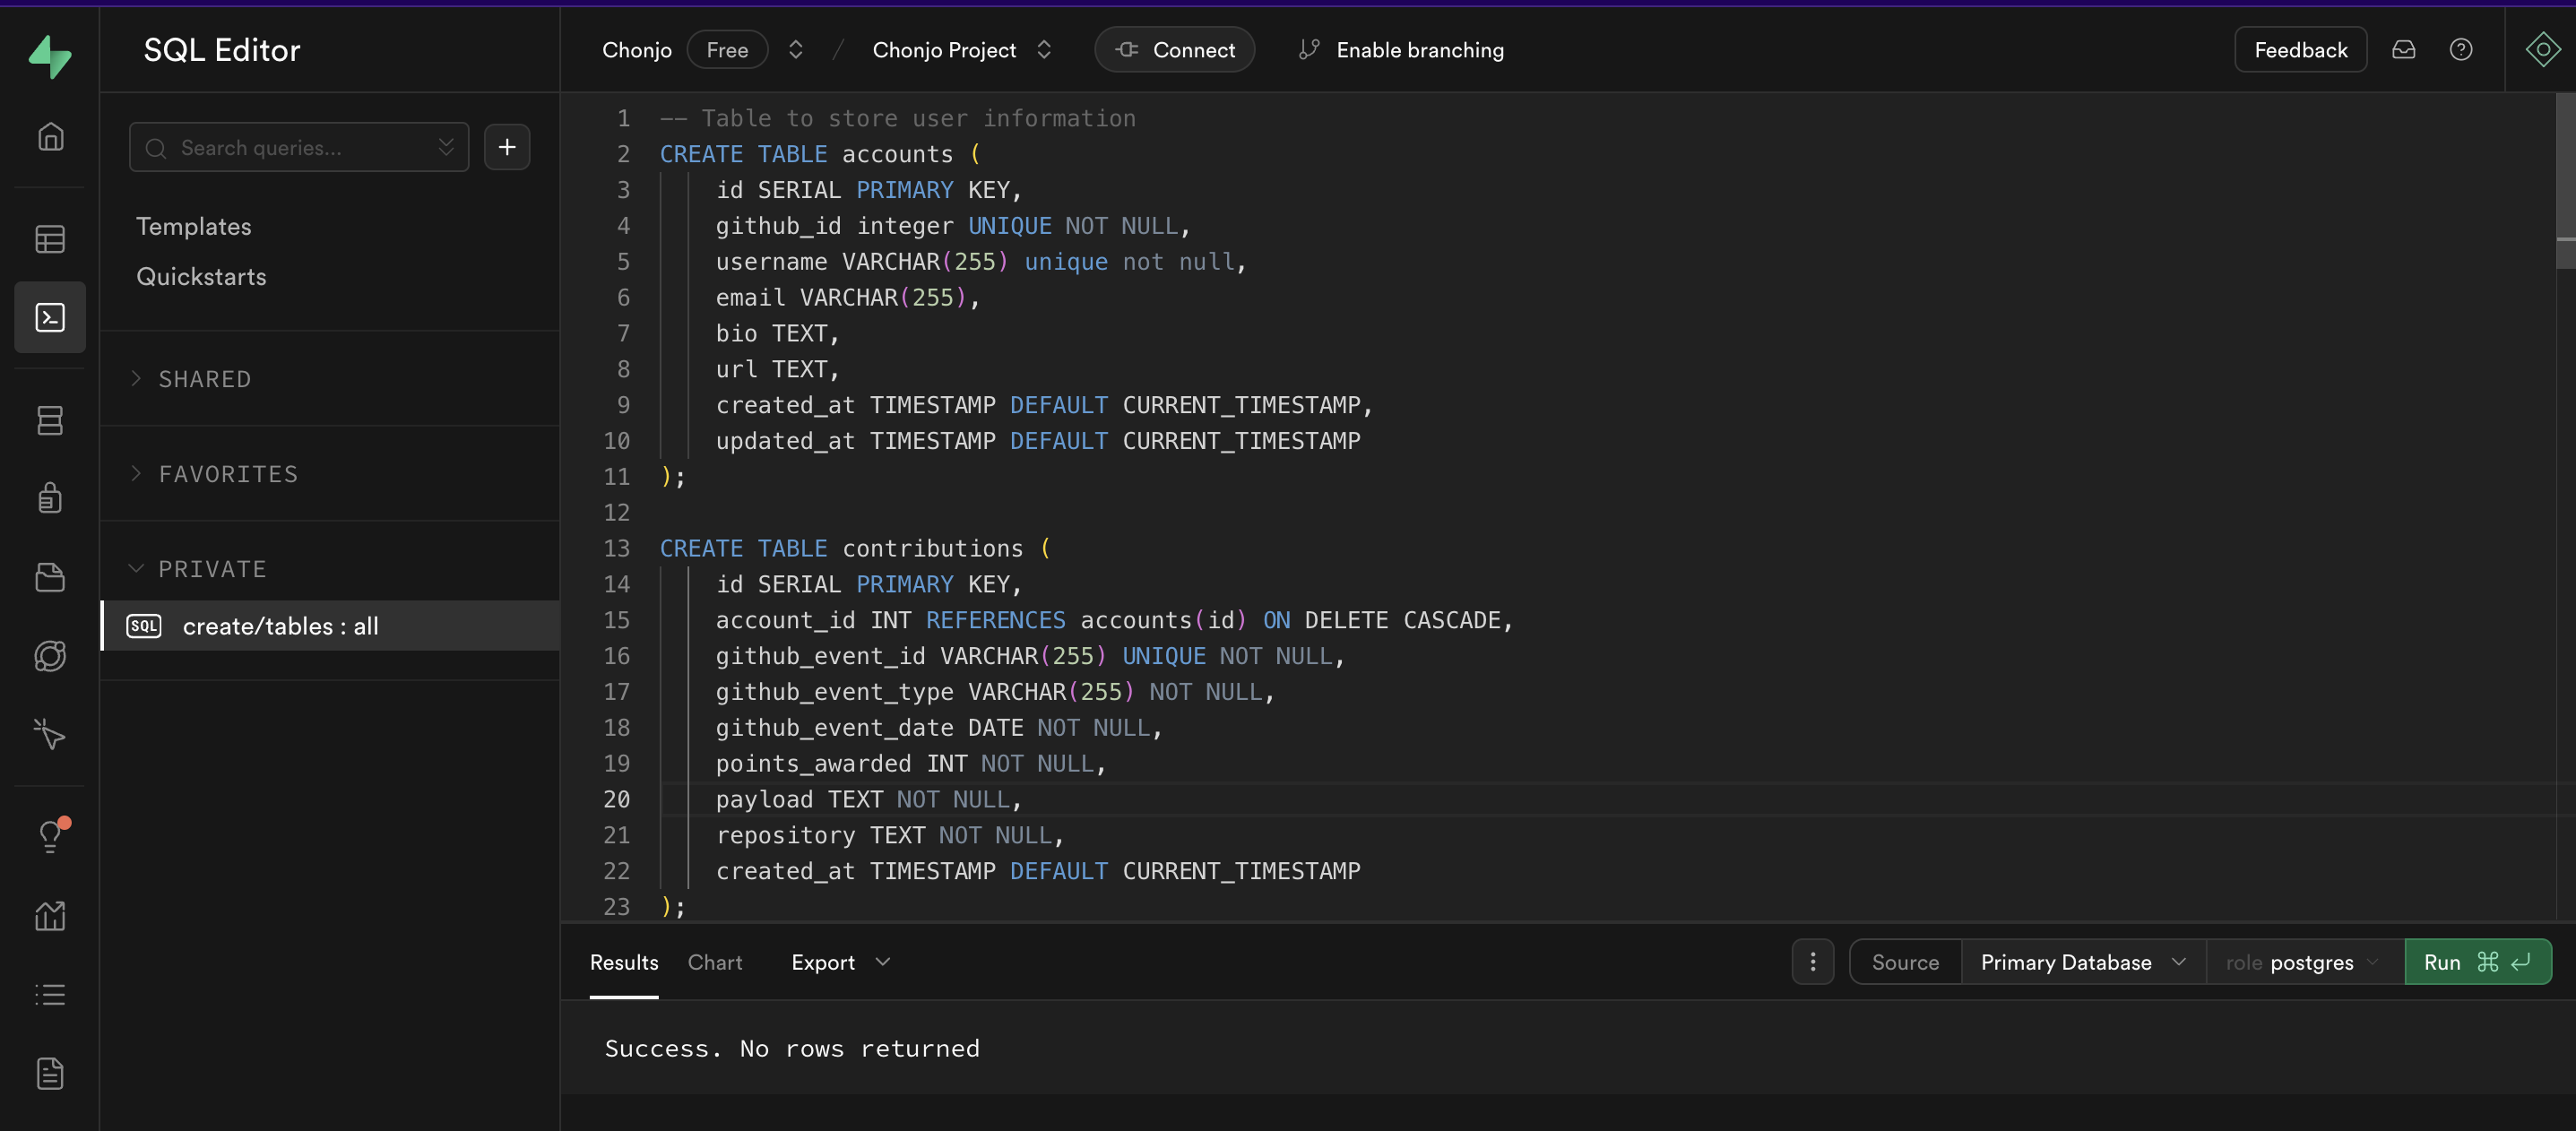 SQL Editor
Chonjo Free / Chonjo Project Connect Enable branching Feedback
Search queries...
Templates
Quickstarts
SHARED
FAVORITES
PRIVATE
SQL create/tables : all
1 -- Table to store user information
2 CREATE TABLE accounts (
3 id SERIAL PRIMARY KEY,
4 github_id integer UNIQUE NOT NULL,
5 username VARCHAR(255) unique not null,
6 email VARCHAR(255),
7 bio TEXT,
8 url TEXT,
9 created_at TIMESTAMP DEFAULT CURRENT_TIMESTAMP,
10 updated_at TIMESTAMP DEFAULT CURRENT_TIMESTAMP
11 );
12
13 CREATE TABLE contributions (
14 id SERIAL PRIMARY KEY,
15 account_id INT REFERENCES accounts(id) ON DELETE CASCADE,
16 github_event_id VARCHAR(255) UNIQUE NOT NULL,
17 github_event_type VARCHAR(255) NOT NULL,
18 github_event_date DATE NOT NULL,
19 points_awarded INT NOT NULL,
20 payload TEXT NOT NULL,
21 repository TEXT NOT NULL,
22 created_at TIMESTAMP DEFAULT CURRENT_TIMESTAMP
23 );
Results Chart Export Source Primary Database role postgres Run ⌘ ↵
Success. No rows returned